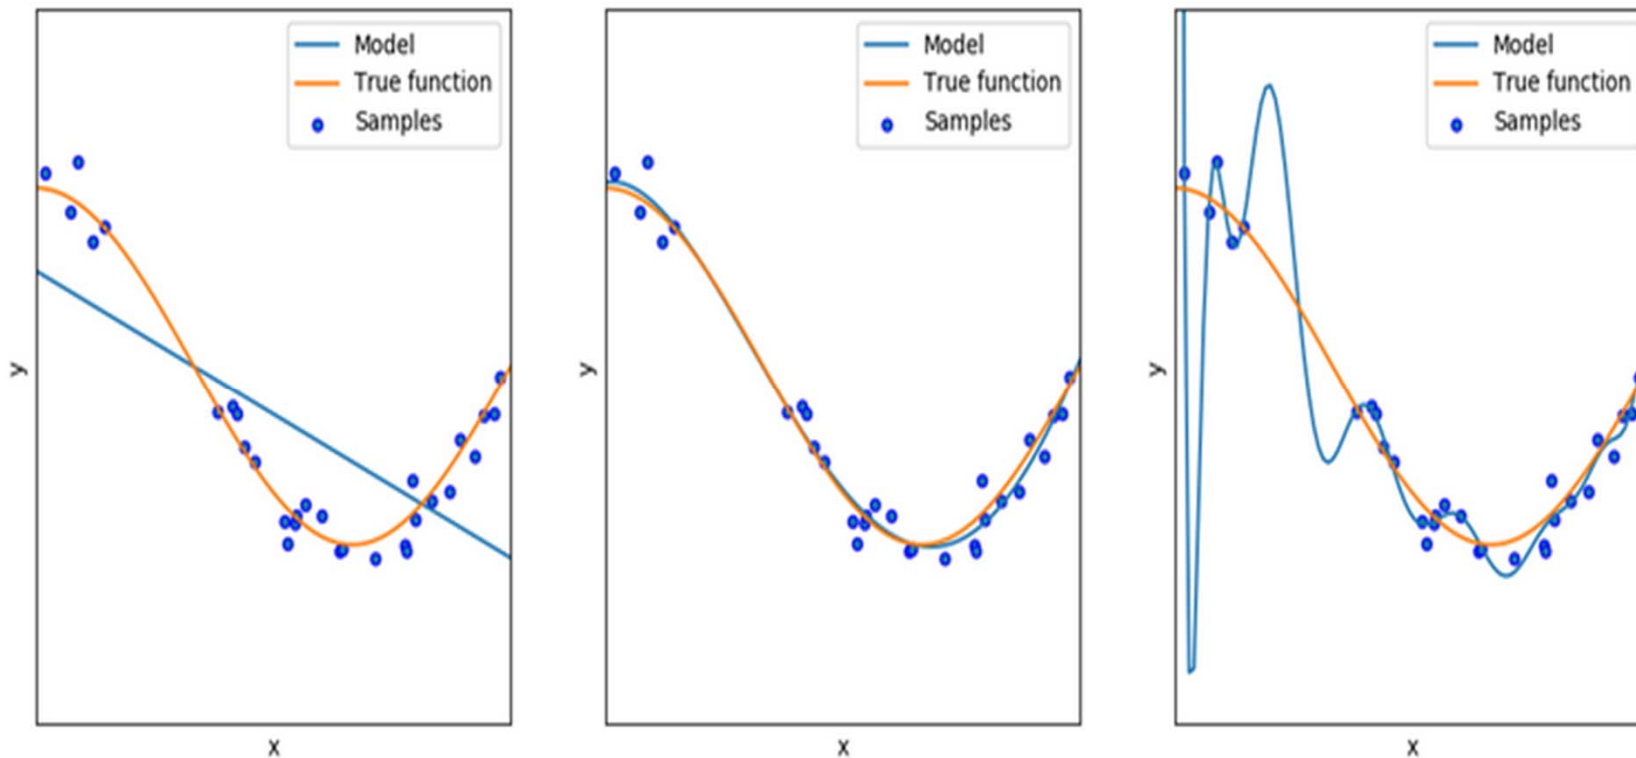 Model
True function
Samples
y
x
Model
True function
Samples
y
x
Model
True function
Samples
y
x